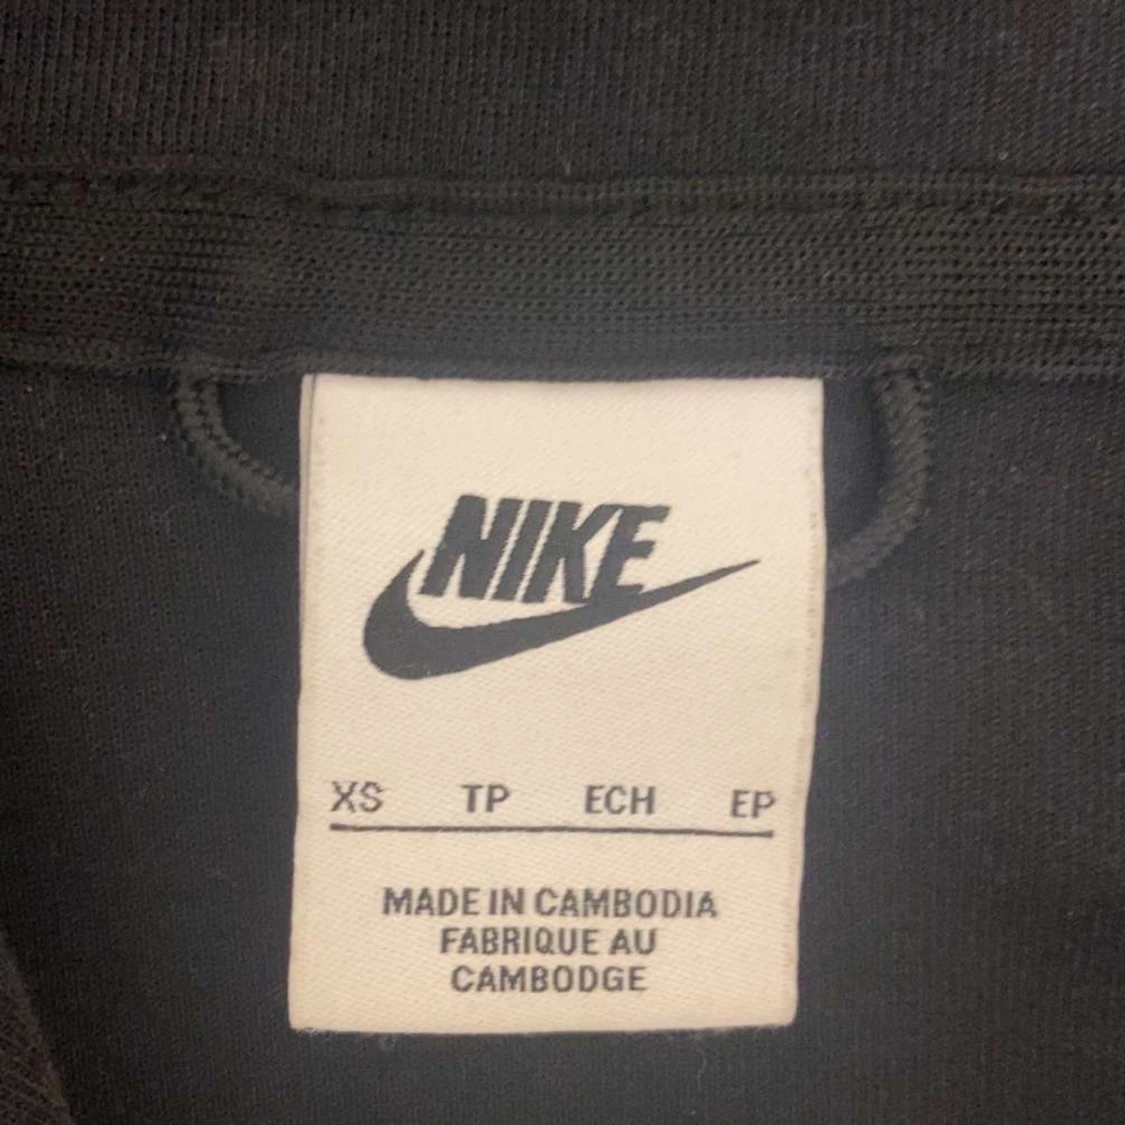 NIKE
XS TP ECH EP
MADE IN CAMBODIA
FABRIQUE AU
CAMBODGE